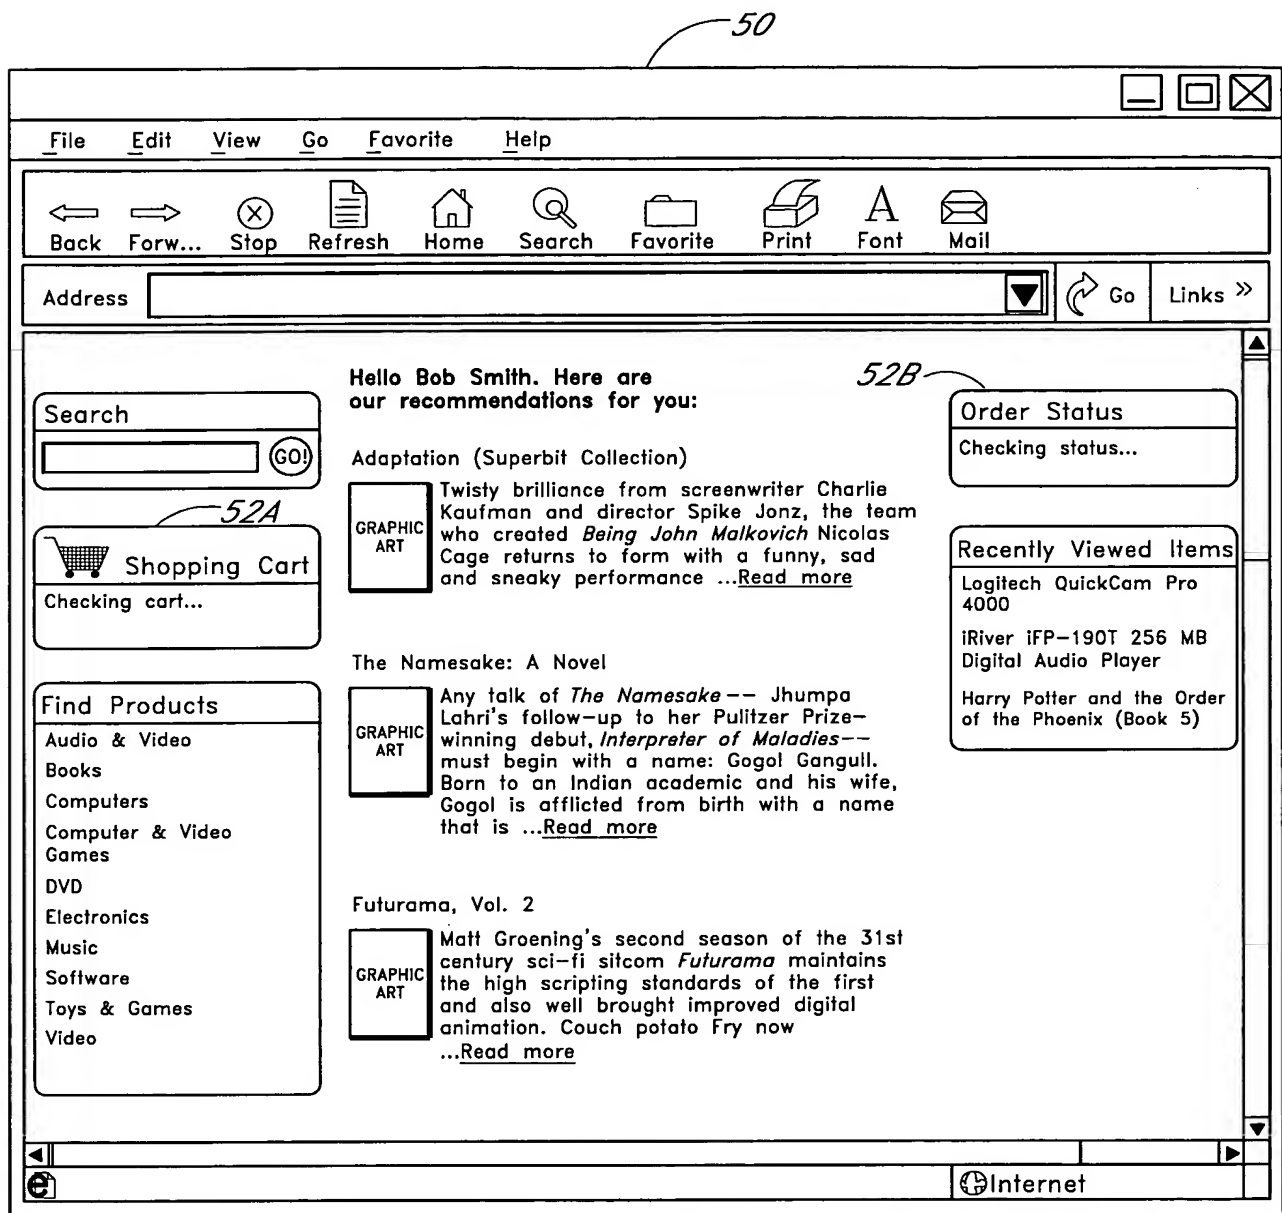 50
File Edit View Go Favorite Help
Back Forw... Stop Refresh Home Search Favorite Print Font Mail
Address Go Links »
Search
GO!
52A
Shopping Cart
Checking cart...
Find Products
Audio & Video
Books
Computers
Computer & Video
Games
DVD
Electronics
Music
Software
Toys & Games
Video
Hello Bob Smith. Here are
our recommendations for you:
Adaptation (Superbit Collection)
GRAPHIC
ART
Twisty brilliance from screenwriter Charlie
Kaufman and director Spike Jonz, the team
who created Being John Malkovich Nicolas
Cage returns to form with a funny, sad
and sneaky performance ...Read more
The Namesake: A Novel
GRAPHIC
ART
Any talk of The Namesake -- Jhumpa
Lahri's follow-up to her Pulitzer Prize-
winning debut, Interpreter of Maladies--
must begin with a name: Gogol Gangull.
Born to an Indian academic and his wife,
Gogol is afflicted from birth with a name
that is ...Read more
Futurama, Vol. 2
GRAPHIC
ART
Matt Groening's second season of the 31st
century sci-fi sitcom Futurama maintains
the high scripting standards of the first
and also well brought improved digital
animation. Couch potato Fry now
...Read more
52B
Order Status
Checking status...
Recently Viewed Items
Logitech QuickCam Pro
4000
iRiver iFP-190T 256 MB
Digital Audio Player
Harry Potter and the Order
of the Phoenix (Book 5)
e
Internet